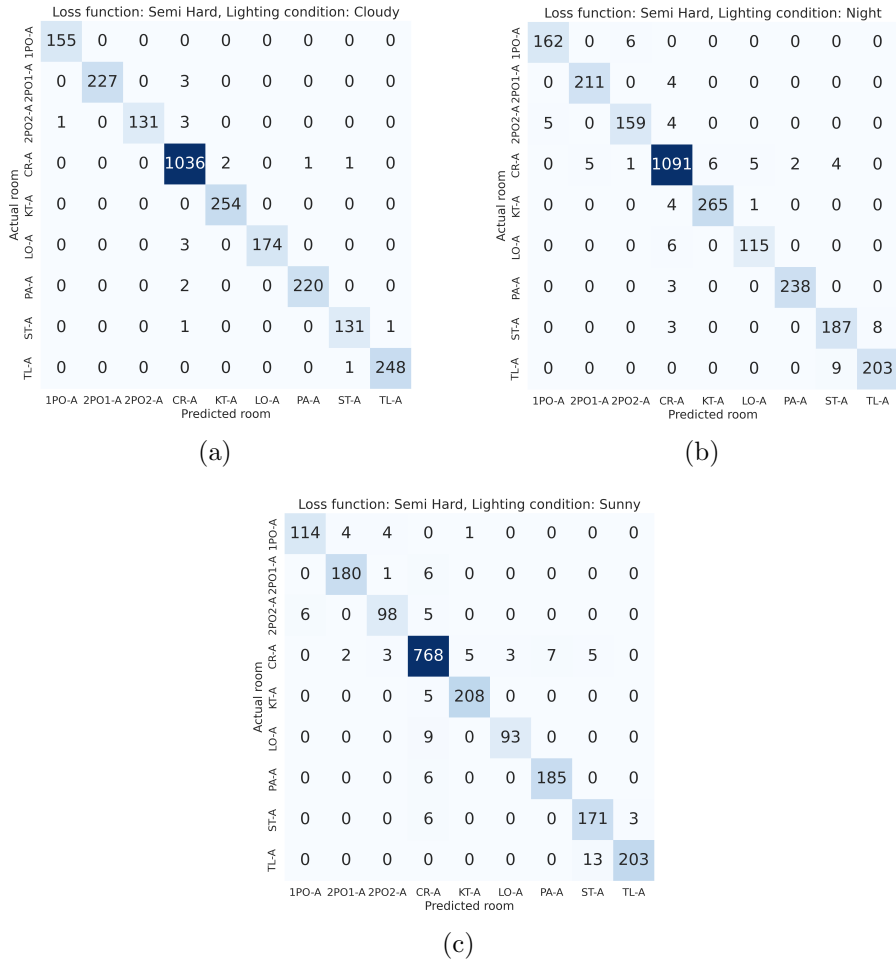 Loss function: Semi Hard, Lighting condition: Cloudy
Actual room
1PO-A 155 0 0 0 0 0 0 0 0
2PO1-A 0 227 0 3 0 0 0 0 0
2PO2-A 1 0 131 3 0 0 0 0 0
CR-A 0 0 0 1036 2 0 1 1 0
KT-A 0 0 0 0 254 0 0 0 0
LO-A 0 0 0 3 0 174 0 0 0
PA-A 0 0 0 2 0 0 220 0 0
ST-A 0 0 0 1 0 0 0 131 1
TL-A 0 0 0 0 0 0 0 1 248
1PO-A 2PO1-A 2PO2-A CR-A KT-A LO-A PA-A ST-A TL-A
Predicted room
(a)
Loss function: Semi Hard, Lighting condition: Night
Actual room
1PO-A 162 0 6 0 0 0 0 0 0
2PO1-A 0 211 0 4 0 0 0 0 0
2PO2-A 5 0 159 4 0 0 0 0 0
CR-A 0 5 1 1091 6 5 2 4 0
KT-A 0 0 0 4 265 1 0 0 0
LO-A 0 0 0 6 0 115 0 0 0
PA-A 0 0 0 3 0 0 238 0 0
ST-A 0 0 0 3 0 0 0 187 8
TL-A 0 0 0 0 0 0 0 9 203
1PO-A 2PO1-A 2PO2-A CR-A KT-A LO-A PA-A ST-A TL-A
Predicted room
(b)
Loss function: Semi Hard, Lighting condition: Sunny
Actual room
1PO-A 114 4 4 0 1 0 0 0 0
2PO1-A 0 180 1 6 0 0 0 0 0
2PO2-A 6 0 98 5 0 0 0 0 0
CR-A 0 2 3 768 5 3 7 5 0
KT-A 0 0 0 5 208 0 0 0 0
LO-A 0 0 0 9 0 93 0 0 0
PA-A 0 0 0 6 0 0 185 0 0
ST-A 0 0 0 6 0 0 0 171 3
TL-A 0 0 0 0 0 0 0 13 203
1PO-A 2PO1-A 2PO2-A CR-A KT-A LO-A PA-A ST-A TL-A
Predicted room
(c)